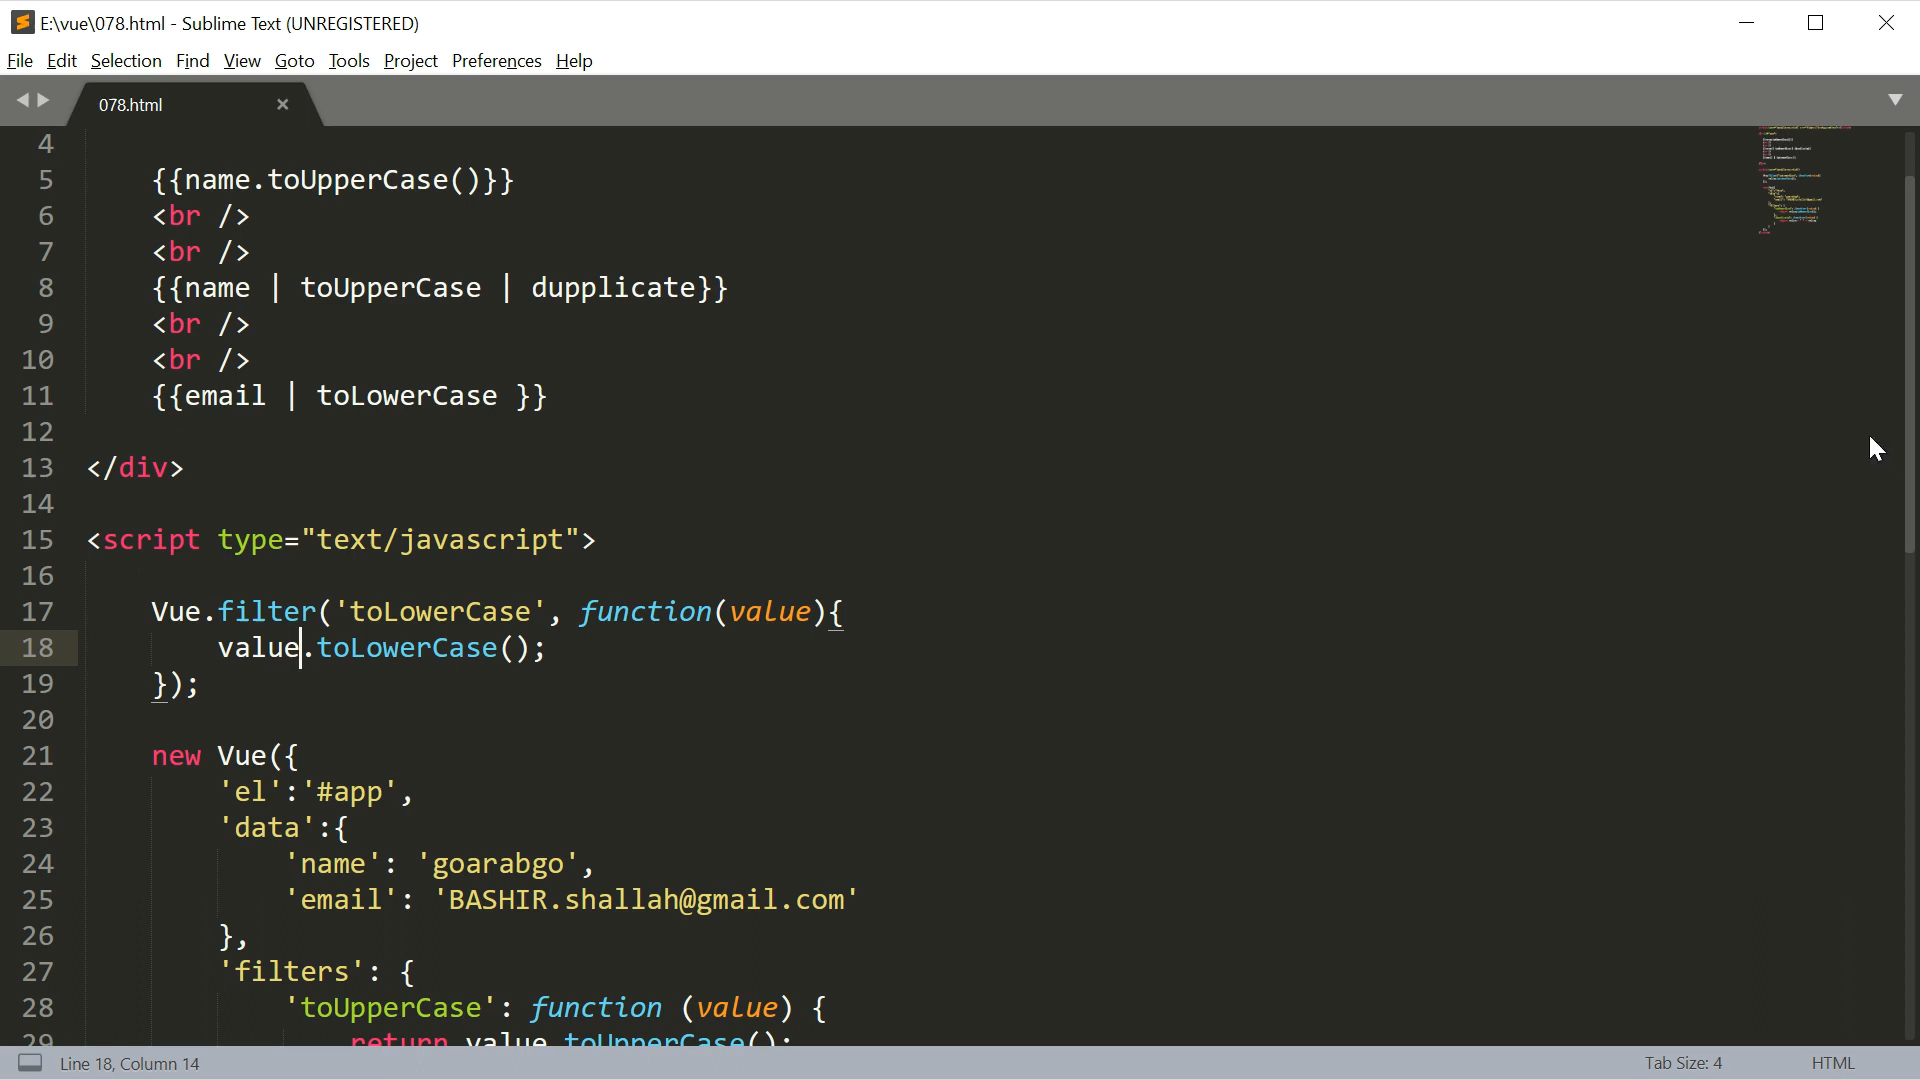 E:\vue\078.html - Sublime Text (UNREGISTERED)
File Edit Selection Find View Goto Tools Project Preferences Help
078.html
4
5 {{name.toUpperCase()}}
6 <br />
7 <br />
8 {{name | toUpperCase | dupplicate}}
9 <br />
10 <br />
11 {{email | toLowerCase }}
12
13 </div>
14
15 <script type="text/javascript">
16
17 Vue.filter('toLowerCase', function(value){
18 value.toLowerCase();
19 });
20
21 new Vue({
22 'el':'#app',
23 'data':{
24 'name': 'goarabgo',
25 'email': 'BASHIR.shallah@gmail.com'
26 },
27 'filters': {
28 'toUpperCase': function (value) {
29 return value.toUpperCase();
Line 18, Column 14
Tab Size: 4
HTML